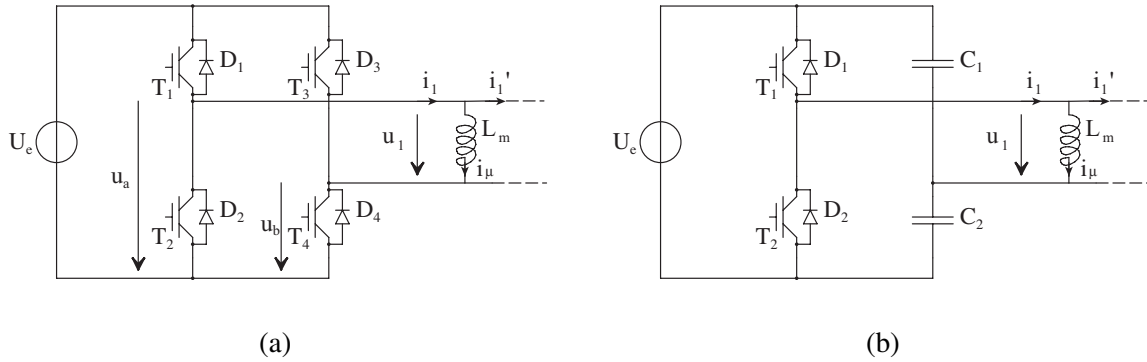 D₁ D₃
T₁ T₃ i₁ i₁'
Uₑ uₐ u₁ Lₘ
iμ
D₂ D₄
T₂ u_b T₄
(a)
D₁ C₁
T₁ i₁ i₁'
Uₑ u₁ Lₘ
iμ
D₂ C₂
T₂
(b)